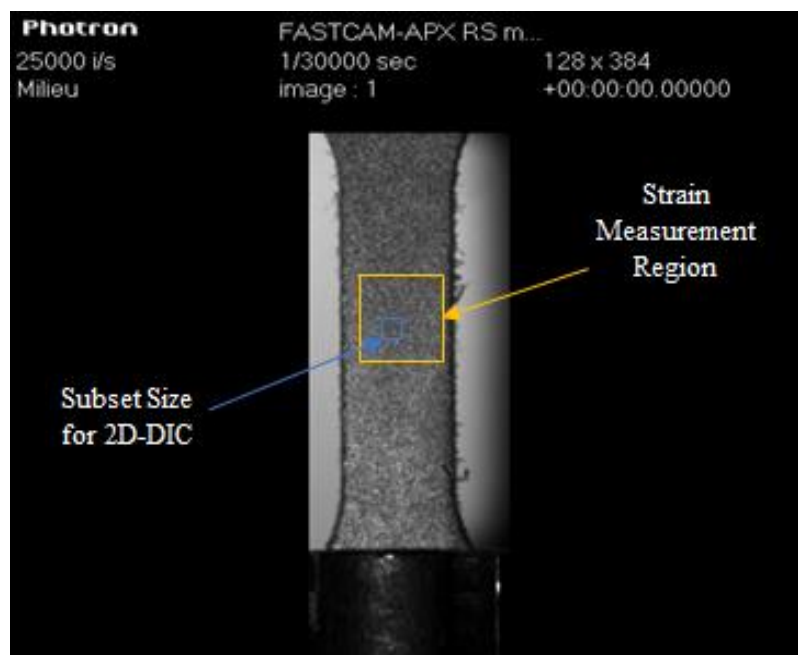 Photron
FASTCAM-APX RS m...
25000 i/s
1/30000 sec
128 x 384
Milieu
image : 1
+00:00:00.00000
Strain
Measurement
Region
Subset Size
for 2D-DIC